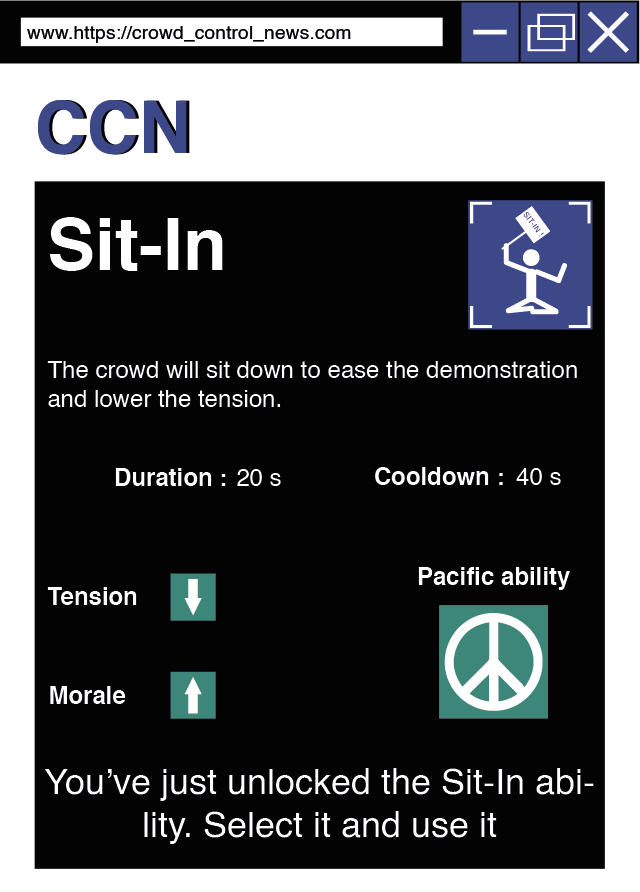 www.https://crowd_control_news.com
CCN
Sit-In
SIT-IN !
The crowd will sit down to ease the demonstration
and lower the tension.
Duration : 20 s
Cooldown : 40 s
Pacific ability
Tension
Morale
You’ve just unlocked the Sit-In abi-
lity. Select it and use it